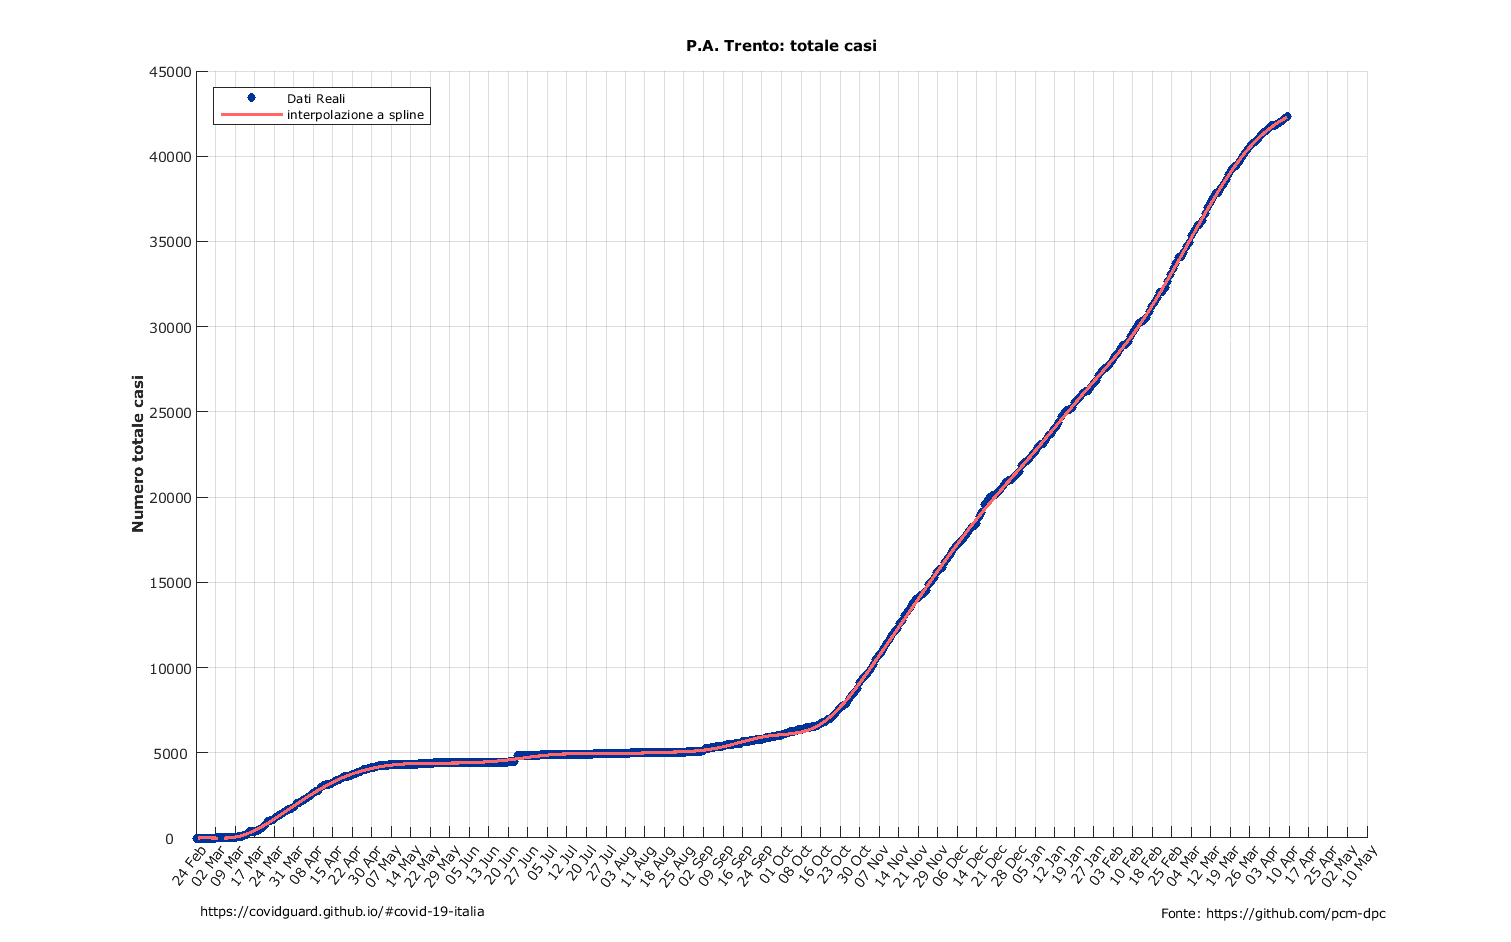 P.A. Trento: totale casi
Dati Reali
interpolazione a spline
Numero totale casi
45000
40000
35000
30000
25000
20000
15000
10000
5000
0
24 Feb
02 Mar
09 Mar
17 Mar
24 Mar
31 Mar
08 Apr
15 Apr
22 Apr
30 Apr
07 May
14 May
22 May
29 May
05 Jun
13 Jun
20 Jun
27 Jun
05 Jul
12 Jul
20 Jul
27 Jul
03 Aug
11 Aug
18 Aug
25 Aug
02 Sep
09 Sep
16 Sep
24 Sep
01 Oct
08 Oct
16 Oct
23 Oct
30 Oct
07 Nov
14 Nov
21 Nov
29 Nov
06 Dec
14 Dec
21 Dec
28 Dec
05 Jan
12 Jan
19 Jan
27 Jan
03 Feb
10 Feb
18 Feb
25 Feb
04 Mar
12 Mar
19 Mar
26 Mar
03 Apr
10 Apr
17 Apr
25 Apr
02 May
10 May
https://covidguard.github.io/#covid-19-italia
Fonte: https://github.com/pcm-dpc